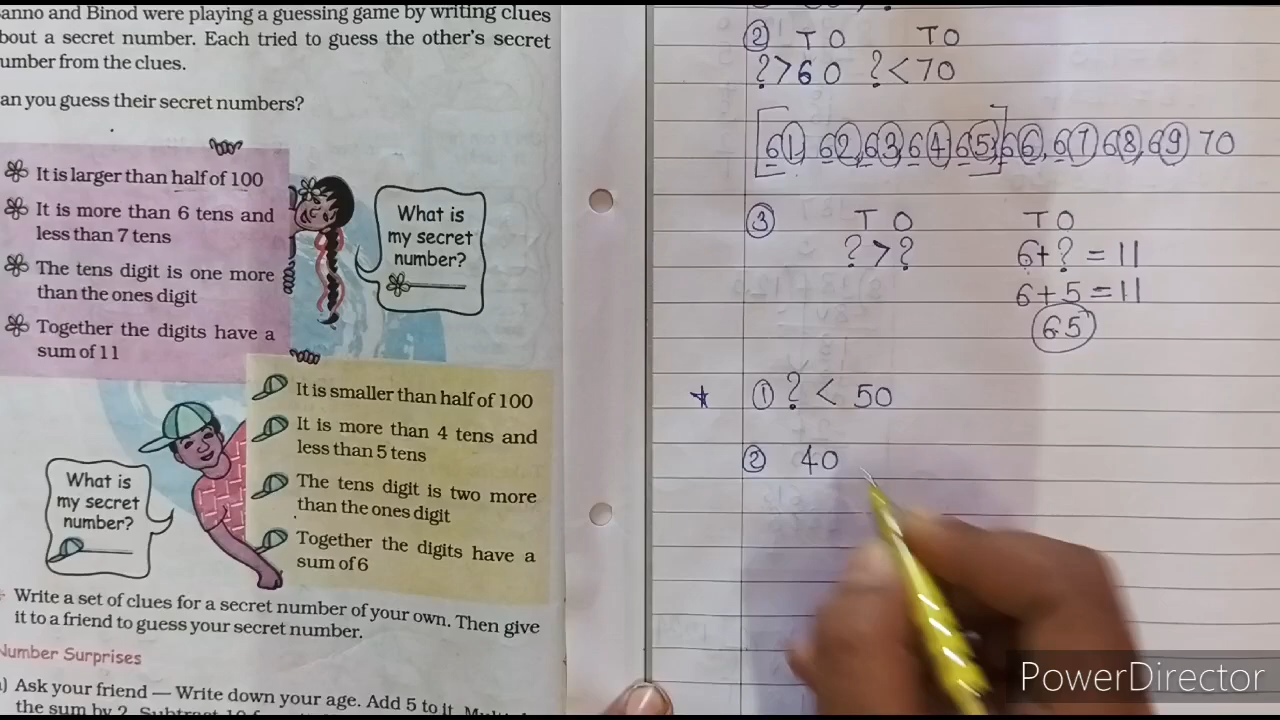 anno and Binod were playing a guessing game by writing clues
bout a secret number. Each tried to guess the other's secret
umber from the clues.
an you guess their secret numbers?
It is larger than half of 100
It is more than 6 tens and
less than 7 tens
The tens digit is one more
than the ones digit
Together the digits have a
sum of 11
What is
my secret
number?
It is smaller than half of 100
It is more than 4 tens and
less than 5 tens
The tens digit is two more
than the ones digit
Together the digits have a
sum of 6
What is
my secret
number?
Write a set of clues for a secret number of your own. Then give
it to a friend to guess your secret number.
Number Surprises
) Ask your friend — Write down your age. Add 5 to it.
the sum by 2.
② T O T O
?>60 ?<70
[61 62,63,64 65,]66,67,68,69 70
③ T O T O
?>? 6+?=11
6+5=11
65
★ ① ? < 50
② 40
PowerDirector